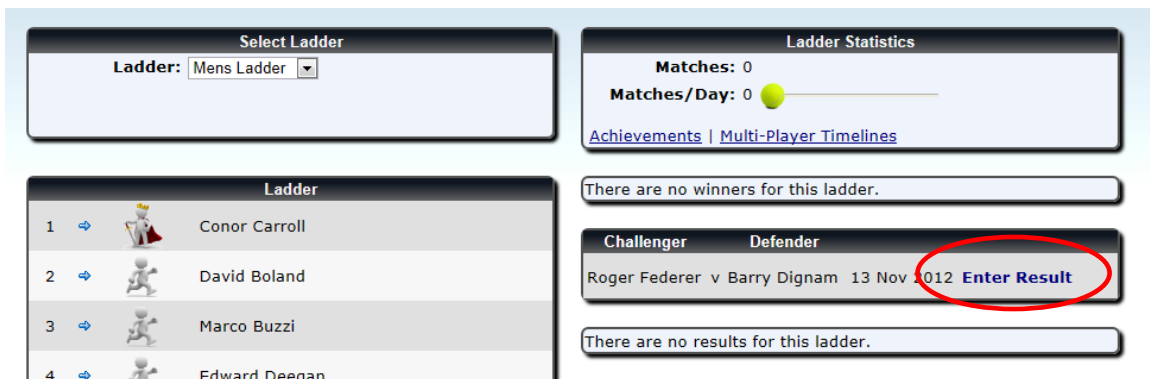 Select Ladder
Ladder: Mens Ladder
Ladder
1 Conor Carroll
2 David Boland
3 Marco Buzzi
4 Edward Deegan
Ladder Statistics
Matches: 0
Matches/Day: 0
Achievements | Multi-Player Timelines
There are no winners for this ladder.
Challenger Defender
Roger Federer v Barry Dignam 13 Nov 2012 Enter Result
There are no results for this ladder.